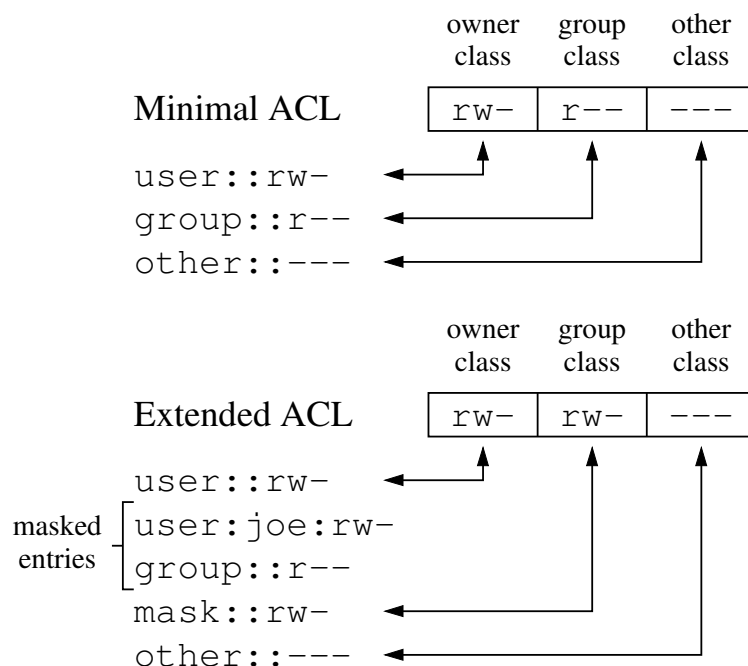 owner group other
class class class
Minimal ACL rw- r-- ---
user::rw-
group::r--
other::---
owner group other
class class class
Extended ACL rw- rw- ---
user::rw-
masked
entries
user:joe:rw-
group::r--
mask::rw-
other::---